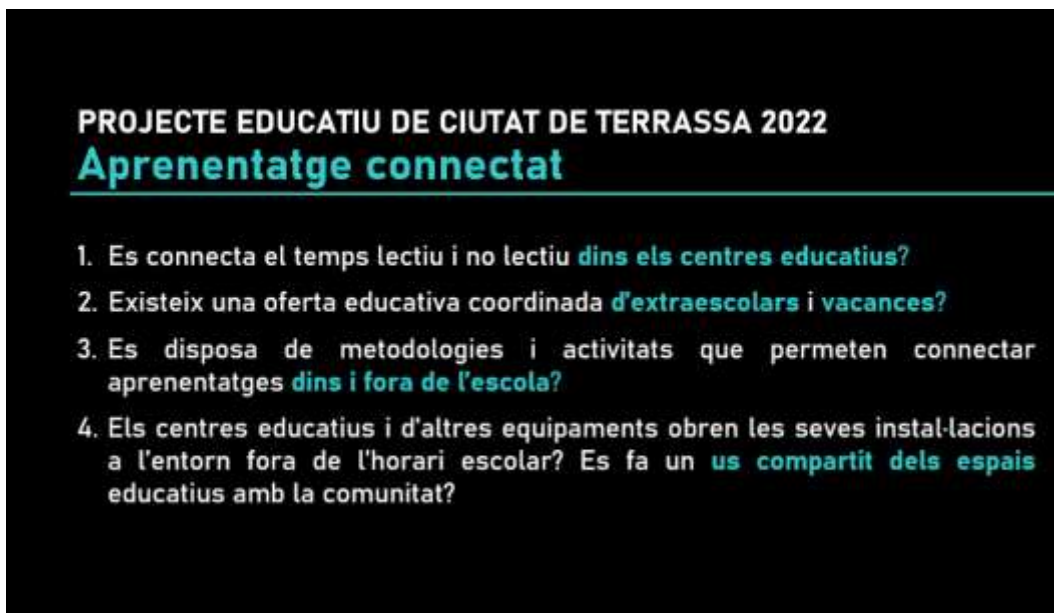 PROJECTE EDUCATIU DE CIUTAT DE TERRASSA 2022
Aprenentatge connectat
1. Es connecta el temps lectiu i no lectiu dins els centres educatius?
2. Existeix una oferta educativa coordinada d'extraescolars i vacances?
3. Es disposa de metodologies i activitats que permeten connectar
aprenentatges dins i fora de l'escola?
4. Els centres educatius i d'altres equipaments obren les seves instal·lacions
a l'entorn fora de l'horari escolar? Es fa un us compartit dels espais
educatius amb la comunitat?